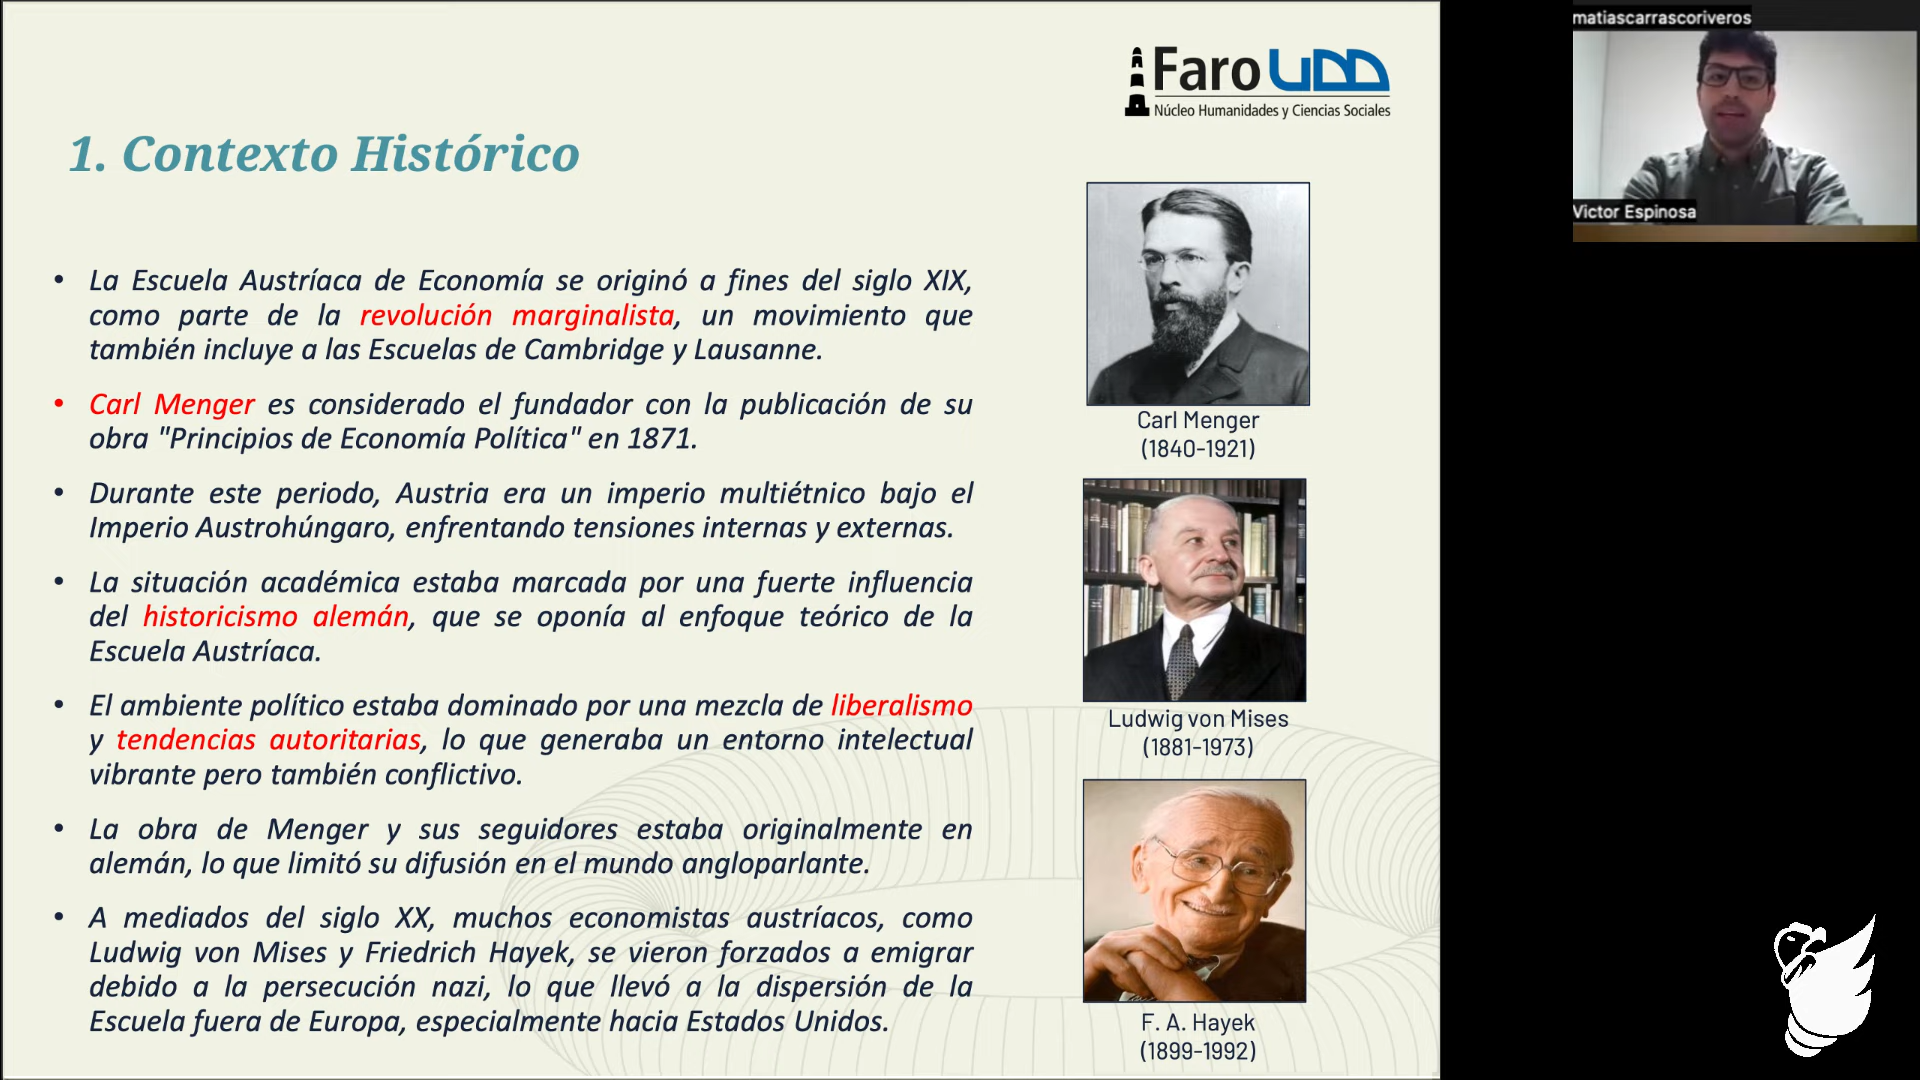 Faro UDD
Núcleo Humanidades y Ciencias Sociales
1. Contexto Histórico
• La Escuela Austríaca de Economía se originó a fines del siglo XIX,
como parte de la revolución marginalista, un movimiento que
también incluye a las Escuelas de Cambridge y Lausanne.
• Carl Menger es considerado el fundador con la publicación de su
obra "Principios de Economía Política" en 1871.
• Durante este periodo, Austria era un imperio multiétnico bajo el
Imperio Austrohúngaro, enfrentando tensiones internas y externas.
• La situación académica estaba marcada por una fuerte influencia
del historicismo alemán, que se oponía al enfoque teórico de la
Escuela Austríaca.
• El ambiente político estaba dominado por una mezcla de liberalismo
y tendencias autoritarias, lo que generaba un entorno intelectual
vibrante pero también conflictivo.
• La obra de Menger y sus seguidores estaba originalmente en
alemán, lo que limitó su difusión en el mundo angloparlante.
• A mediados del siglo XX, muchos economistas austríacos, como
Ludwig von Mises y Friedrich Hayek, se vieron forzados a emigrar
debido a la persecución nazi, lo que llevó a la dispersión de la
Escuela fuera de Europa, especialmente hacia Estados Unidos.
Carl Menger
(1840-1921)
Ludwig von Mises
(1881-1973)
F. A. Hayek
(1899-1992)
matiascarrascoriveros
Victor Espinosa